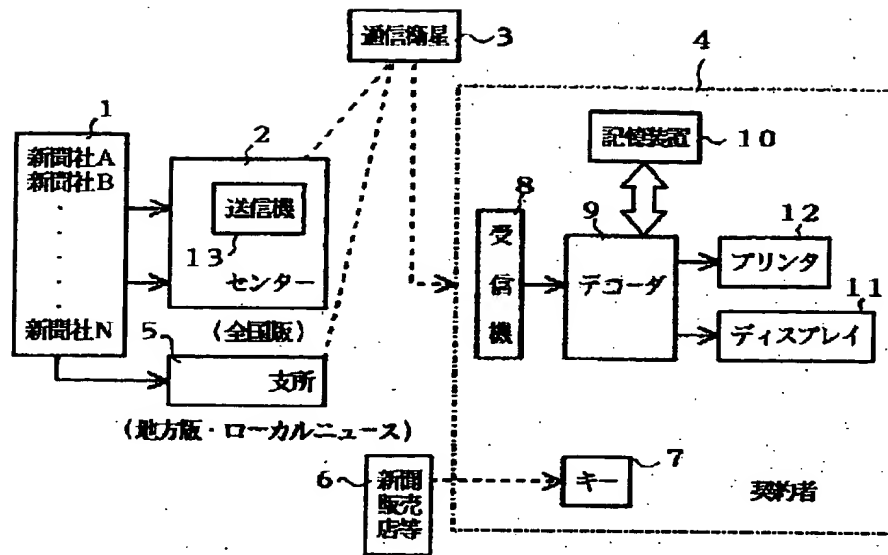 通信衛星
3
4
1
新聞社A
新聞社B
新聞社N
2
送信機
13
センター
(全国版)
5
支所
(地方版・ローカルニュース)
6
新聞
販売
店等
記憶装置
10
8
受
信
機
9
デコーダ
12
プリンタ
11
ディスプレイ
キー
7
契約者